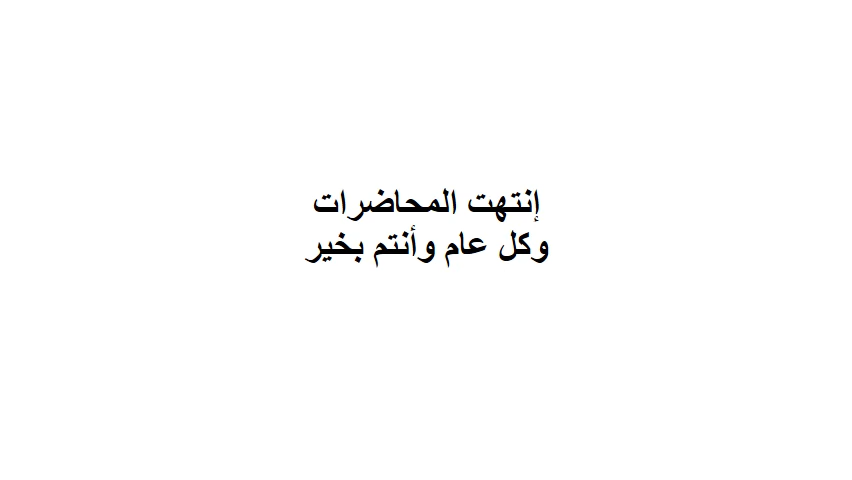 إنتهت المحاضرات
وكل عام وأنتم بخير